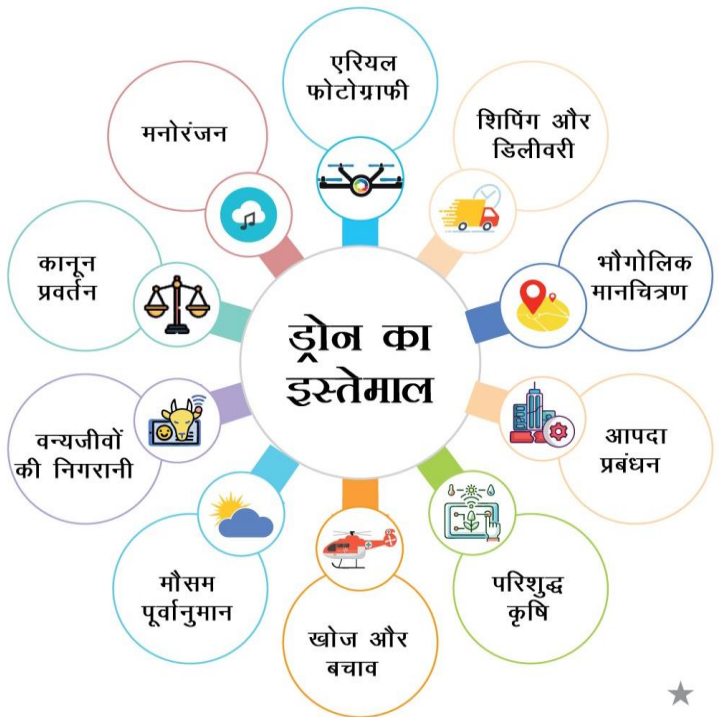 ड्रोन का
इस्तेमाल
एरियल
फोटोग्राफी
शिपिंग और
डिलीवरी
भौगोलिक
मानचित्रण
आपदा
प्रबंधन
परिशुद्ध
कृषि
खोज और
बचाव
मौसम
पूर्वानुमान
वन्यजीवों
की निगरानी
कानून
प्रवर्तन
मनोरंजन